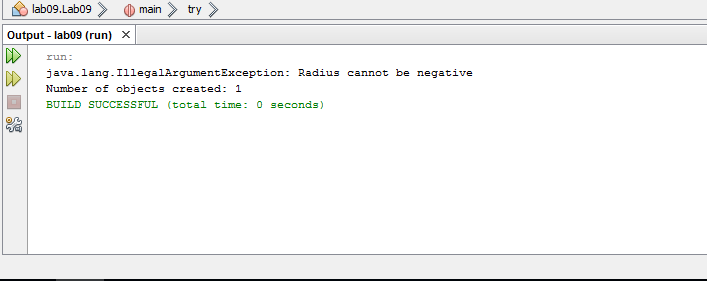 lab09.Lab09 main try
Output - lab09 (run)
run:
java.lang.IllegalArgumentException: Radius cannot be negative
Number of objects created: 1
BUILD SUCCESSFUL (total time: 0 seconds)